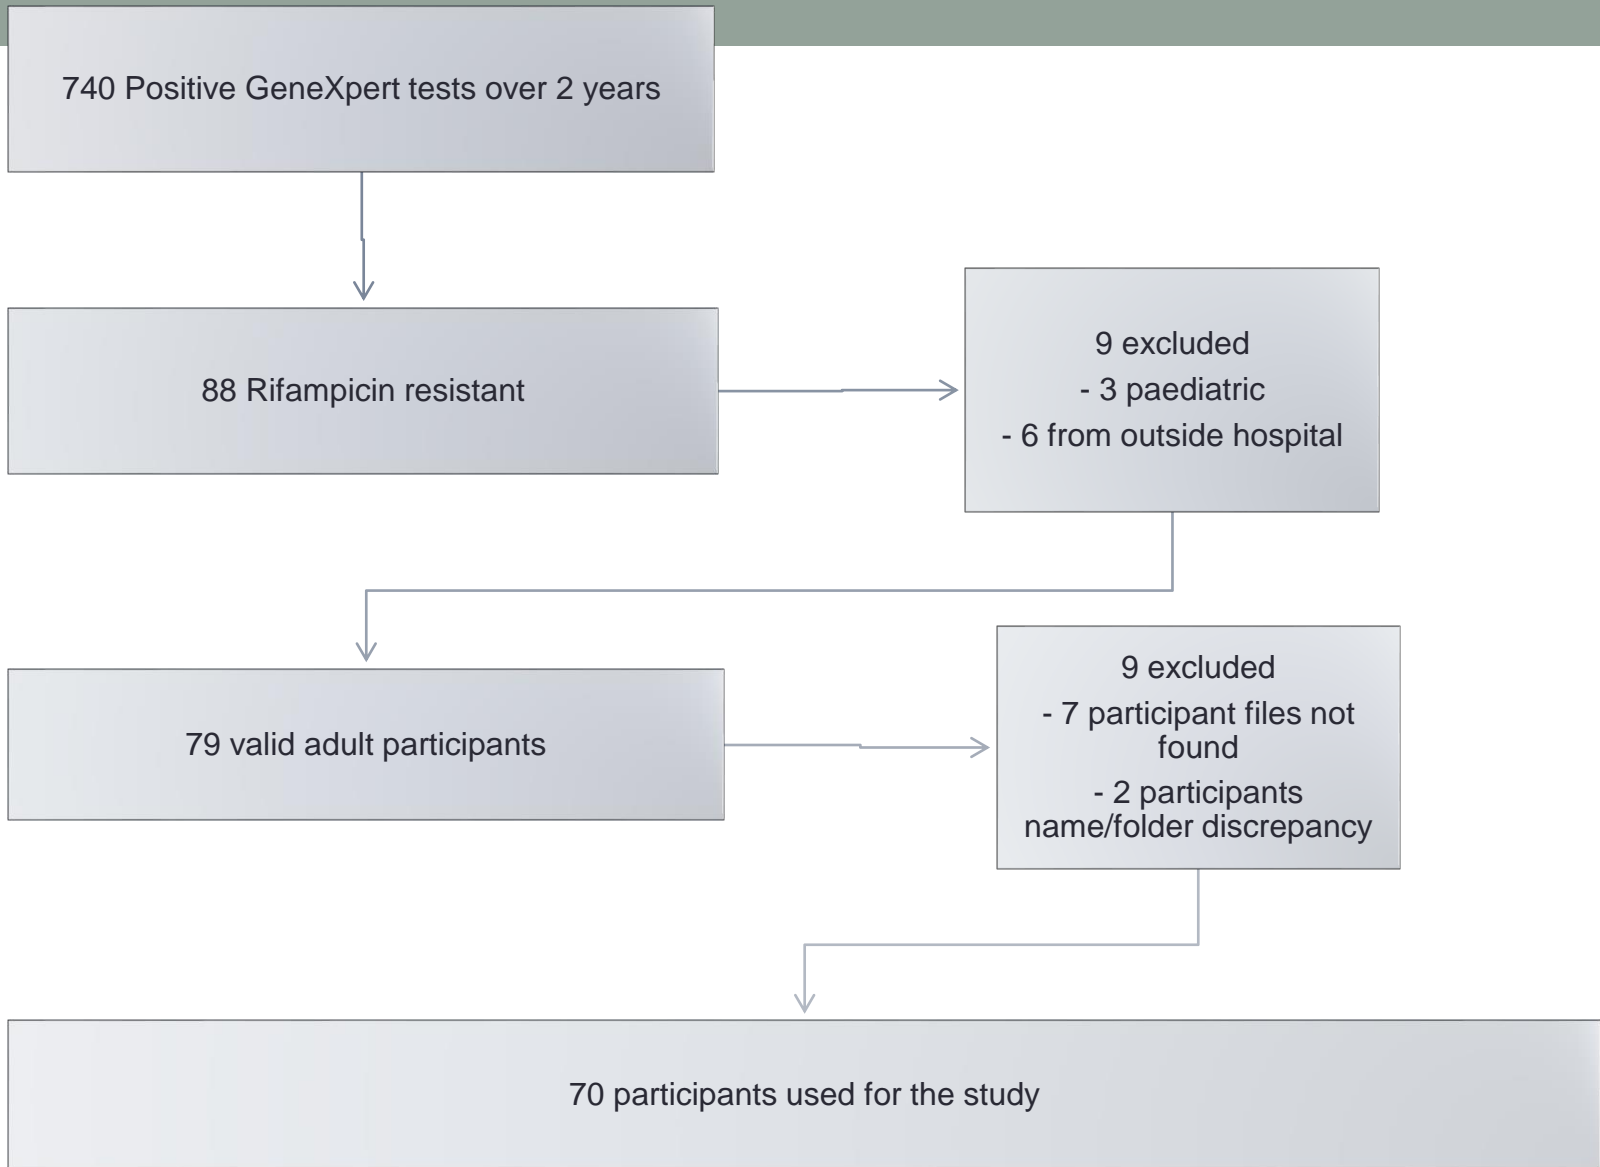 740 Positive GeneXpert tests over 2 years
88 Rifampicin resistant
9 excluded
- 3 paediatric
- 6 from outside hospital
79 valid adult participants
9 excluded
- 7 participant files not
found
- 2 participants
name/folder discrepancy
70 participants used for the study